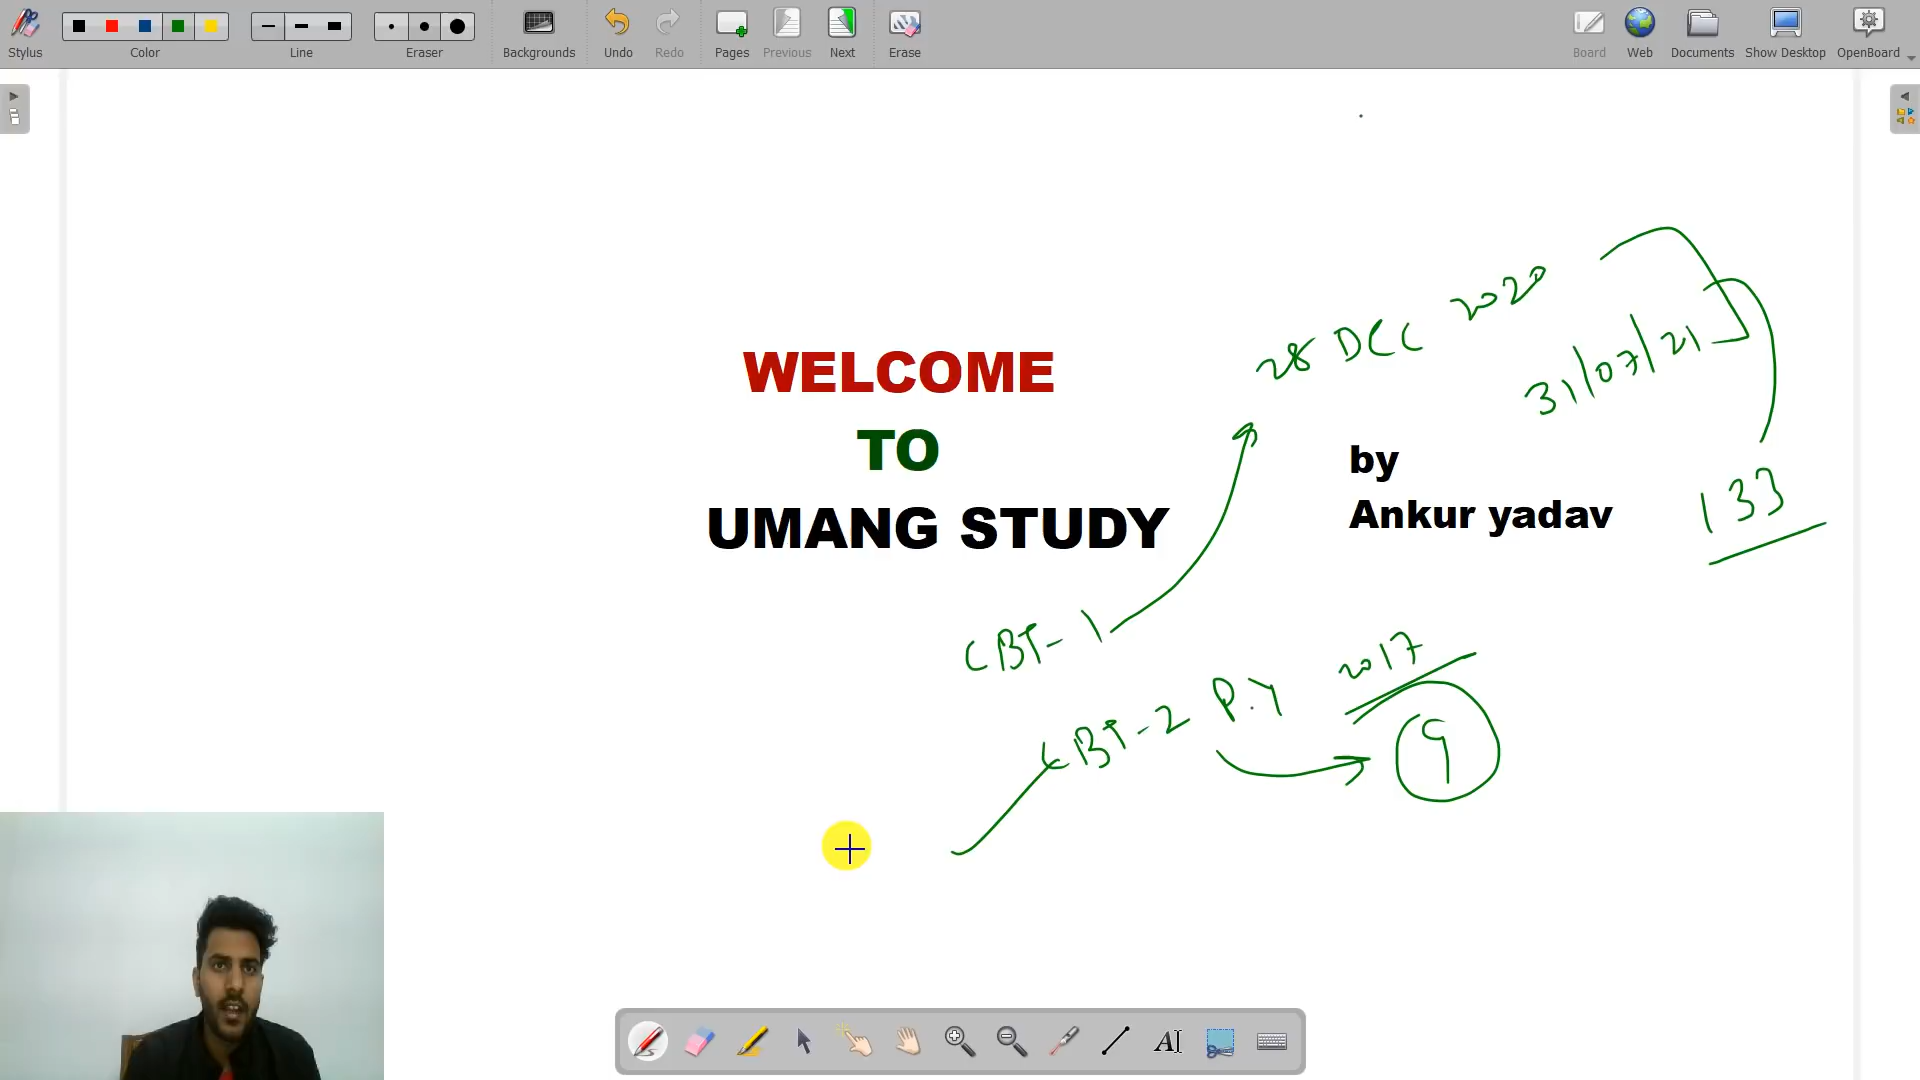 Stylus
Color
Line
Eraser
Backgrounds
Undo
Redo
Pages
Previous
Next
Erase
Board
Web
Documents
Show Desktop
OpenBoard
28 DEC 2020
31/07/21
WELCOME
TO
UMANG STUDY
by
Ankur yadav
133
CBT-1
CBT-2 P.Y
2017
9